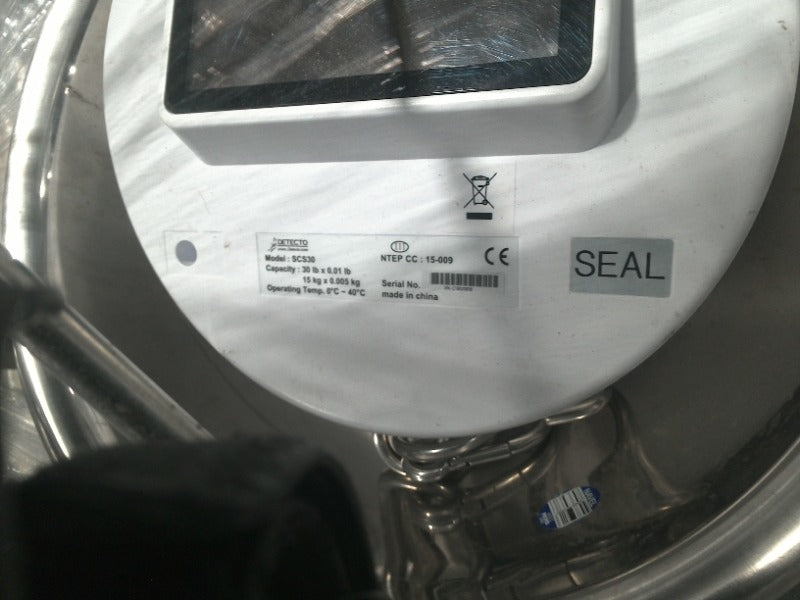 DETECTO
Model : SCS30
Capacity : 30 lb x 0.01 lb
15 kg x 0.005 kg
Operating Temp. 0°C ~ 40°C
NTEP CC : 15-009
CE
Serial No.
made in china
SEAL